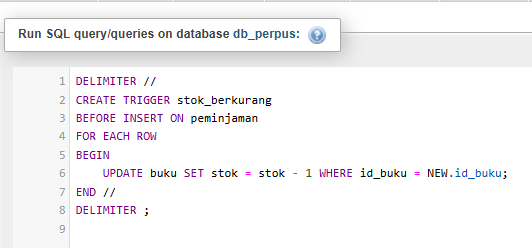 Run SQL query/queries on database db_perpus:
1 DELIMITER //
2 CREATE TRIGGER stok_berkurang
3 BEFORE INSERT ON peminjaman
4 FOR EACH ROW
5 BEGIN
6     UPDATE buku SET stok = stok - 1 WHERE id_buku = NEW.id_buku;
7 END //
8 DELIMITER ;
9